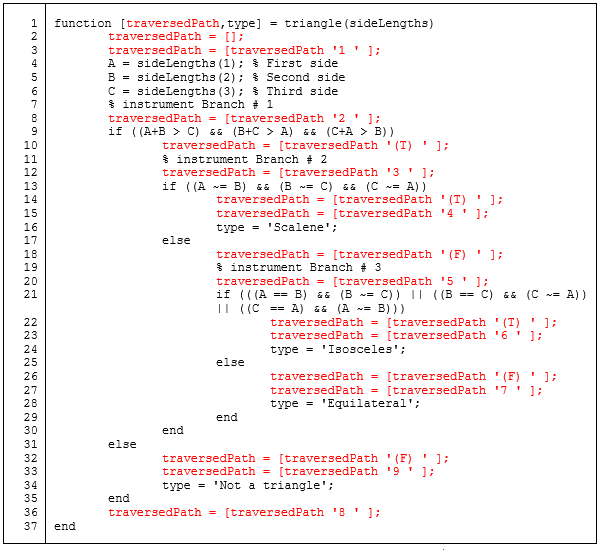 1 function [traversedPath,type] = triangle(sideLengths)
2 traversedPath = [];
3 traversedPath = [traversedPath '1 ' ];
4 A = sideLengths(1); % First side
5 B = sideLengths(2); % Second side
6 C = sideLengths(3); % Third side
7 % instrument Branch # 1
8 traversedPath = [traversedPath '2 ' ];
9 if ((A+B > C) && (B+C > A) && (C+A > B))
10 traversedPath = [traversedPath '(T) ' ];
11 % instrument Branch # 2
12 traversedPath = [traversedPath '3 ' ];
13 if ((A ~= B) && (B ~= C) && (C ~= A))
14 traversedPath = [traversedPath '(T) ' ];
15 traversedPath = [traversedPath '4 ' ];
16 type = 'Scalene';
17 else
18 traversedPath = [traversedPath '(F) ' ];
19 % instrument Branch # 3
20 traversedPath = [traversedPath '5 ' ];
21 if (((A == B) && (B ~= C)) || ((B == C) && (C ~= A))
|| ((C == A) && (A ~= B)))
22 traversedPath = [traversedPath '(T) ' ];
23 traversedPath = [traversedPath '6 ' ];
24 type = 'Isosceles';
25 else
26 traversedPath = [traversedPath '(F) ' ];
27 traversedPath = [traversedPath '7 ' ];
28 type = 'Equilateral';
29 end
30 end
31 else
32 traversedPath = [traversedPath '(F) ' ];
33 traversedPath = [traversedPath '9 ' ];
34 type = 'Not a triangle';
35 end
36 traversedPath = [traversedPath '8 ' ];
37 end